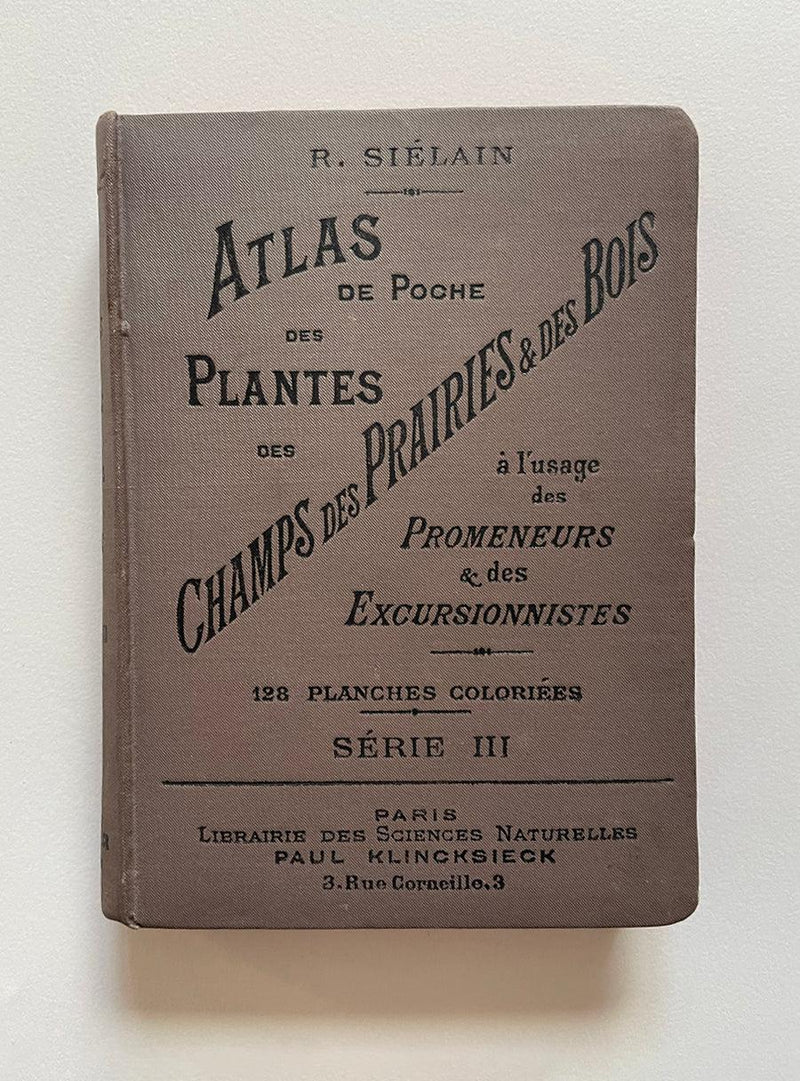 R. SIÉLAIN
ATLAS
DE POCHE
DES
PLANTES
DES
CHAMPS DES PRAIRIES & DES BOIS
à l'usage
des
PROMENEURS
& des
EXCURSIONNISTES
128 PLANCHES COLORIÉES
SÉRIE III
PARIS
LIBRAIRIE DES SCIENCES NATURELLES
PAUL KLINCKSIECK
3. Rue Corneille. 3